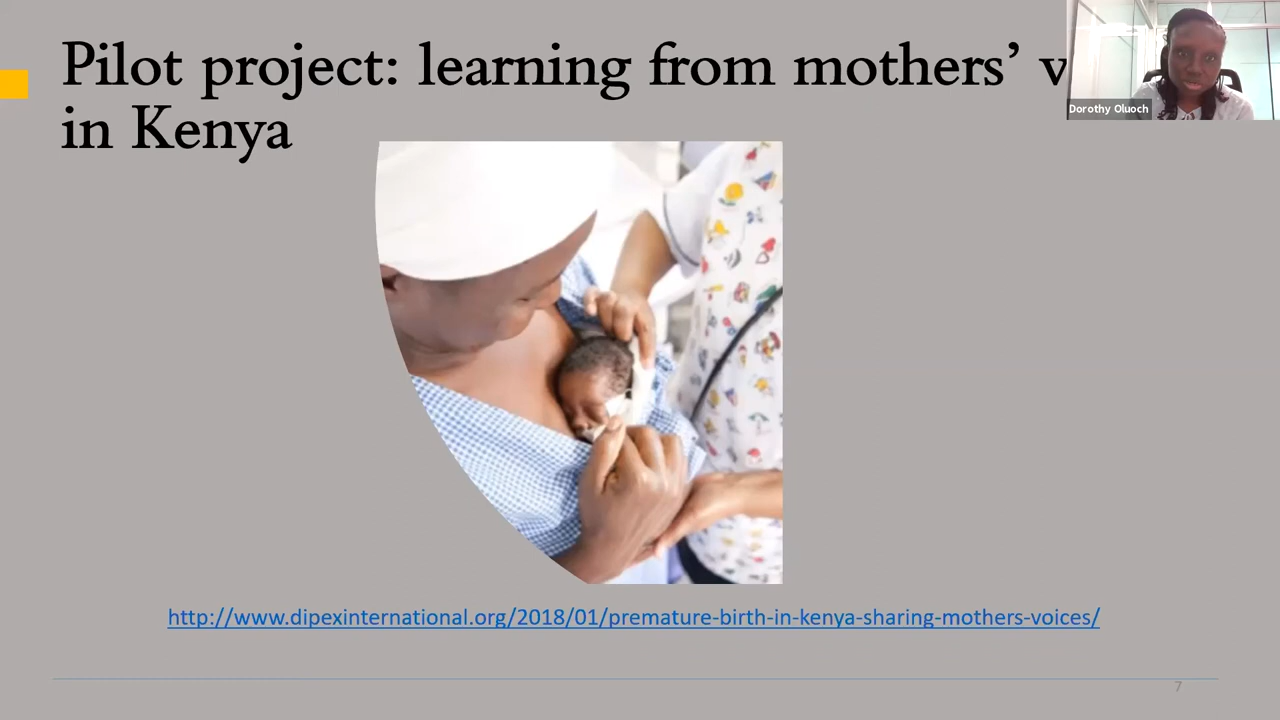 Pilot project: learning from mothers’ v
in Kenya
Dorothy Oluoch
http://www.dipexinternational.org/2018/01/premature-birth-in-kenya-sharing-mothers-voices/
7